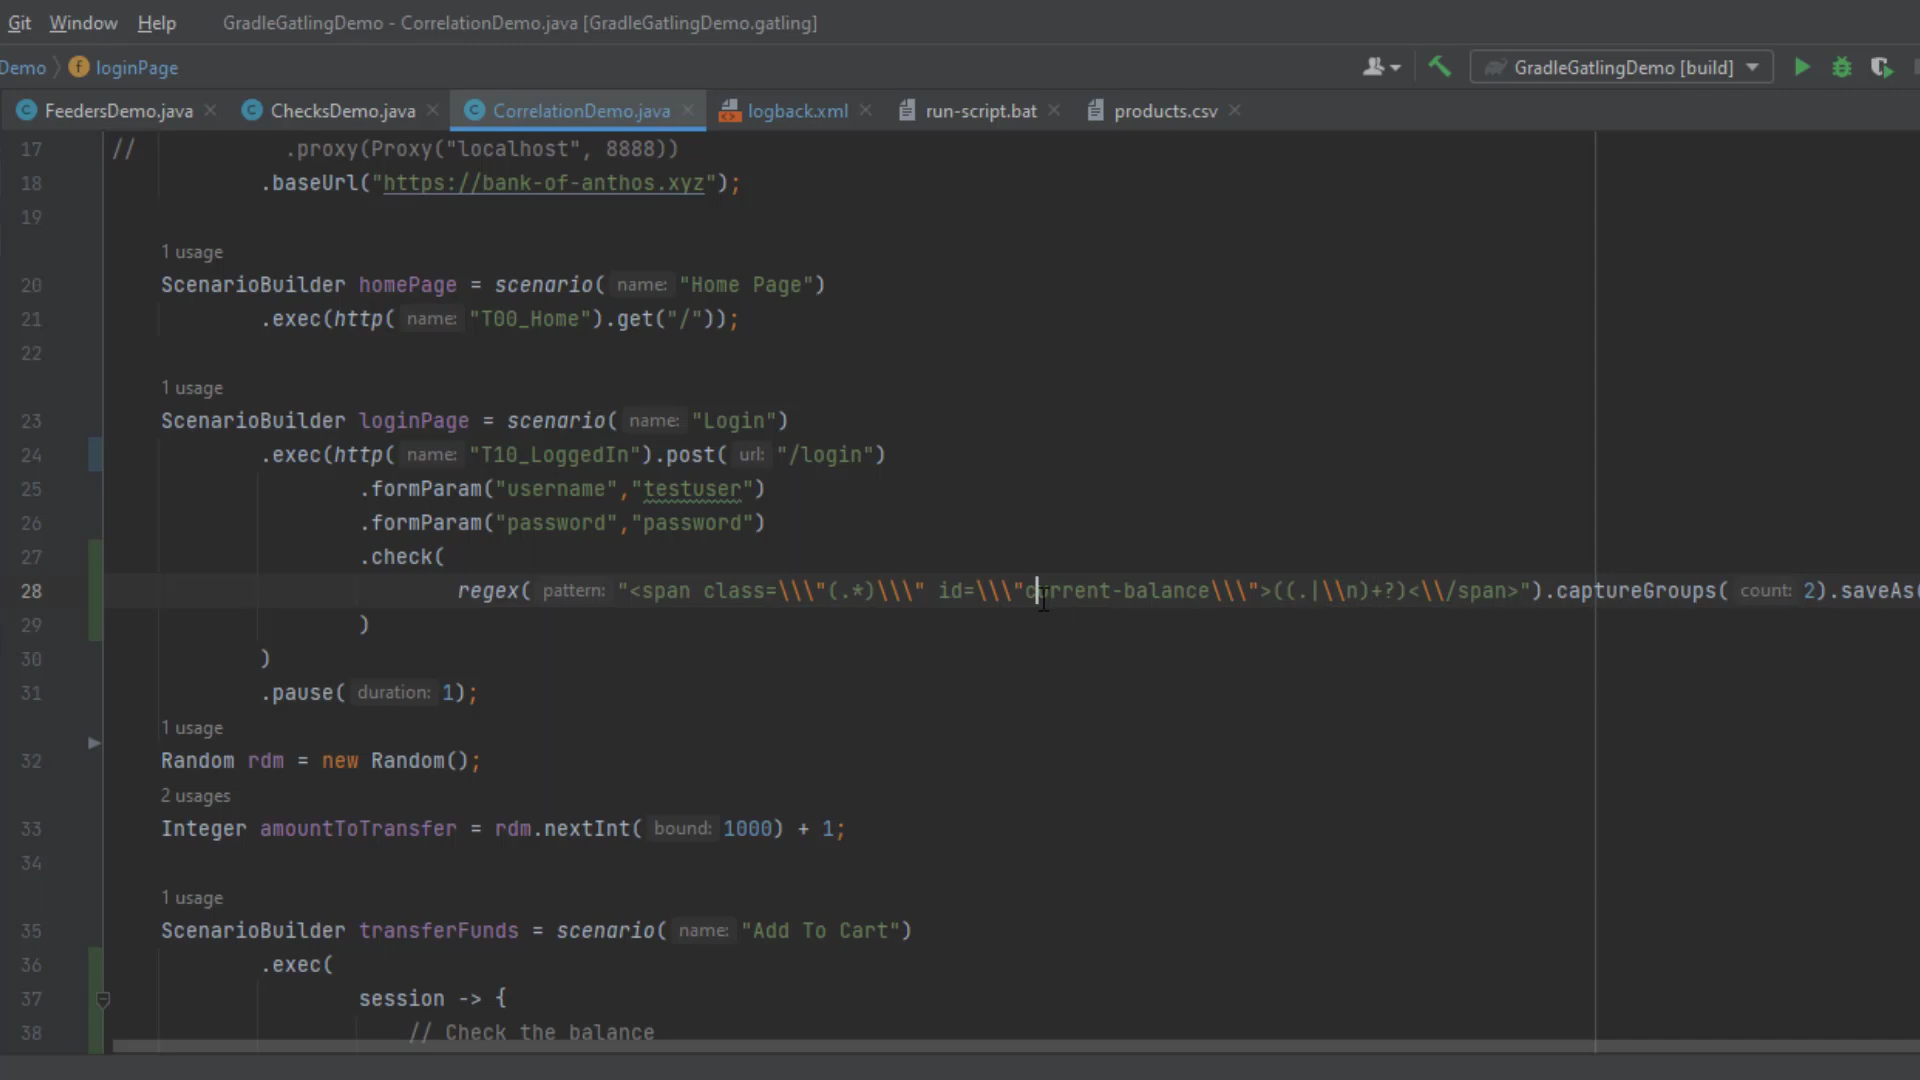 Git Window Help GradleGatlingDemo - CorrelationDemo.java [GradleGatlingDemo.gatling]
Demo loginPage GradleGatlingDemo [build]
FeedersDemo.java ChecksDemo.java CorrelationDemo.java logback.xml run-script.bat products.csv
17 // .proxy(Proxy("localhost", 8888))
18 .baseUrl("https://bank-of-anthos.xyz");
19
1 usage
20 ScenarioBuilder homePage = scenario( name: "Home Page")
21 .exec(http( name: "T00_Home").get("/"));
22
1 usage
23 ScenarioBuilder loginPage = scenario( name: "Login")
24 .exec(http( name: "T10_LoggedIn").post( url: "/login")
25 .formParam("username","testuser")
26 .formParam("password","password")
27 .check(
28 regex( pattern: "<span class=\\\"(.*)\\\" id=\\\"current-balance\\\">((.|\\n)+?)<\\/span>").captureGroups( count: 2).saveAs(
29 )
30 )
31 .pause( duration: 1);
1 usage
32 Random rdm = new Random();
2 usages
33 Integer amountToTransfer = rdm.nextInt( bound: 1000) + 1;
34
1 usage
35 ScenarioBuilder transferFunds = scenario( name: "Add To Cart")
36 .exec(
37 session -> {
38 // Check the balance